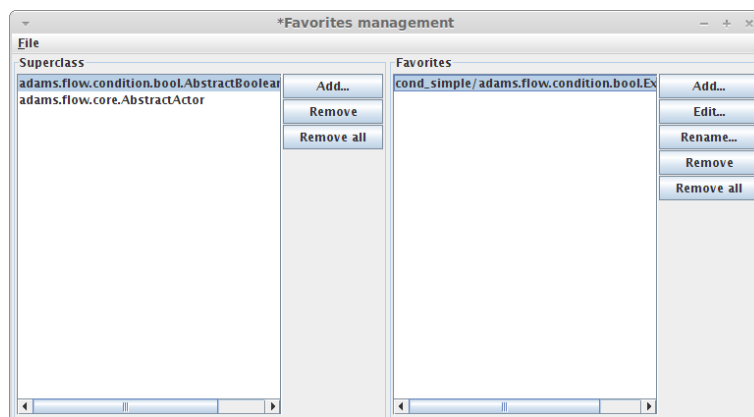 *Favorites management
File
Superclass
adams.flow.condition.bool.AbstractBoolear
adams.flow.core.AbstractActor
Add...
Remove
Remove all
Favorites
cond_simple/adams.flow.condition.bool.Ex
Add...
Edit...
Rename...
Remove
Remove all